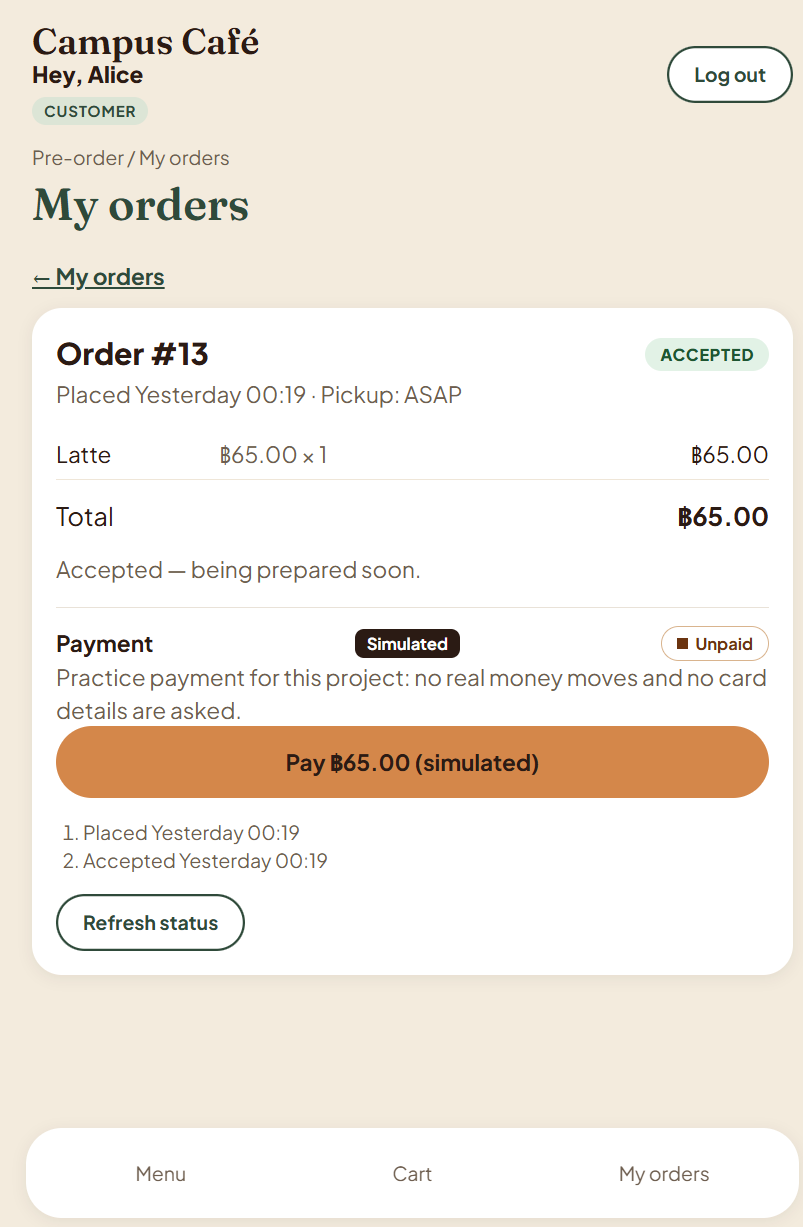 Campus Café
Hey, Alice
Log out
CUSTOMER
Pre-order / My orders
My orders
← My orders
Order #13
ACCEPTED
Placed Yesterday 00:19 · Pickup: ASAP
Latte ฿65.00 × 1 ฿65.00
Total ฿65.00
Accepted — being prepared soon.
Payment Simulated Unpaid
Practice payment for this project: no real money moves and no card
details are asked.
Pay ฿65.00 (simulated)
1. Placed Yesterday 00:19
2. Accepted Yesterday 00:19
Refresh status
Menu Cart My orders